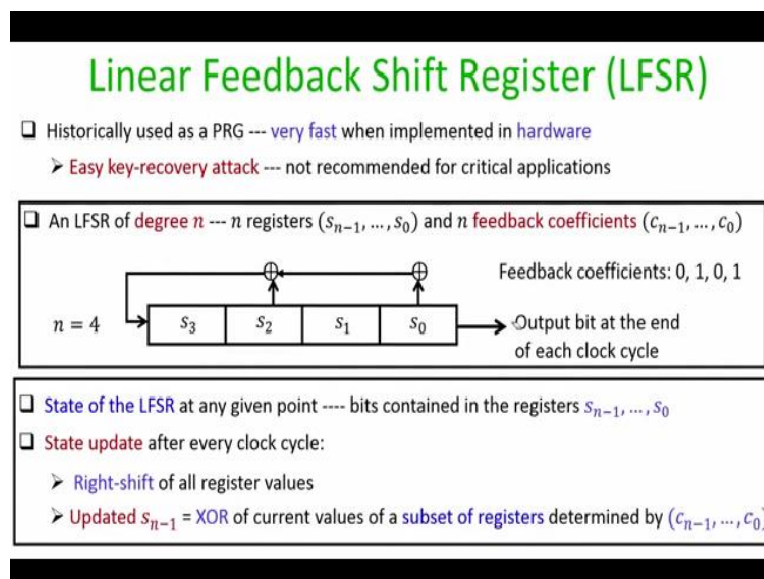 Linear Feedback Shift Register (LFSR)
❑ Historically used as a PRG --- very fast when implemented in hardware
➢ Easy key-recovery attack --- not recommended for critical applications
❑ An LFSR of degree n --- n registers (sₙ₋₁, ..., s₀) and n feedback coefficients (cₙ₋₁, ..., c₀)
Feedback coefficients: 0, 1, 0, 1
n = 4
s₃ s₂ s₁ s₀
Output bit at the end
of each clock cycle
❑ State of the LFSR at any given point ---- bits contained in the registers sₙ₋₁, ..., s₀
❑ State update after every clock cycle:
➢ Right-shift of all register values
➢ Updated sₙ₋₁ = XOR of current values of a subset of registers determined by (cₙ₋₁, ..., c₀)